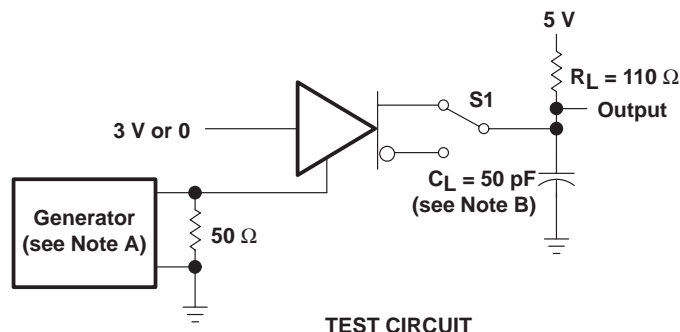 5 V
R_L = 110 Ω
S1
Output
3 V or 0
C_L = 50 pF
(see Note B)
Generator
(see Note A)
50 Ω
TEST CIRCUIT